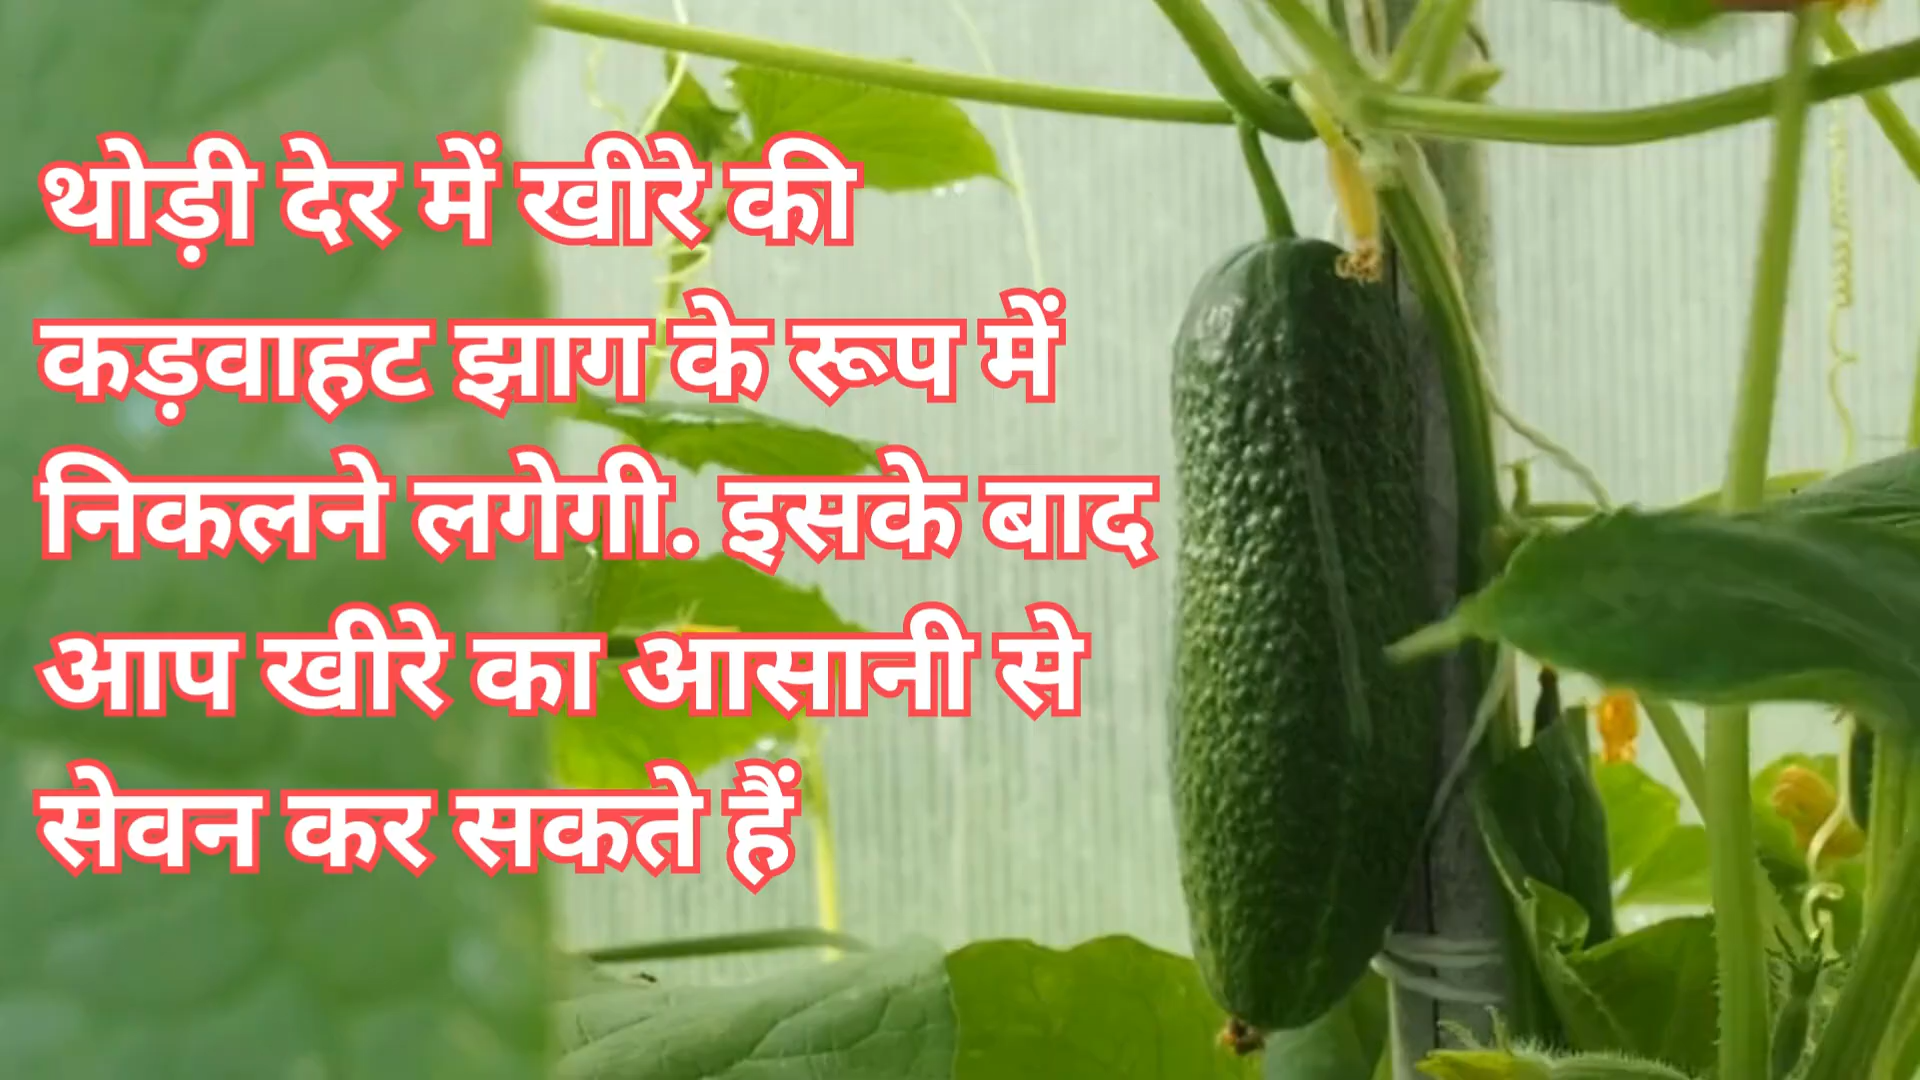 थोड़ी देर में खीरे की
कड़वाहट झाग के रूप में
निकलने लगेगी. इसके बाद
आप खीरे का आसानी से
सेवन कर सकते हैं